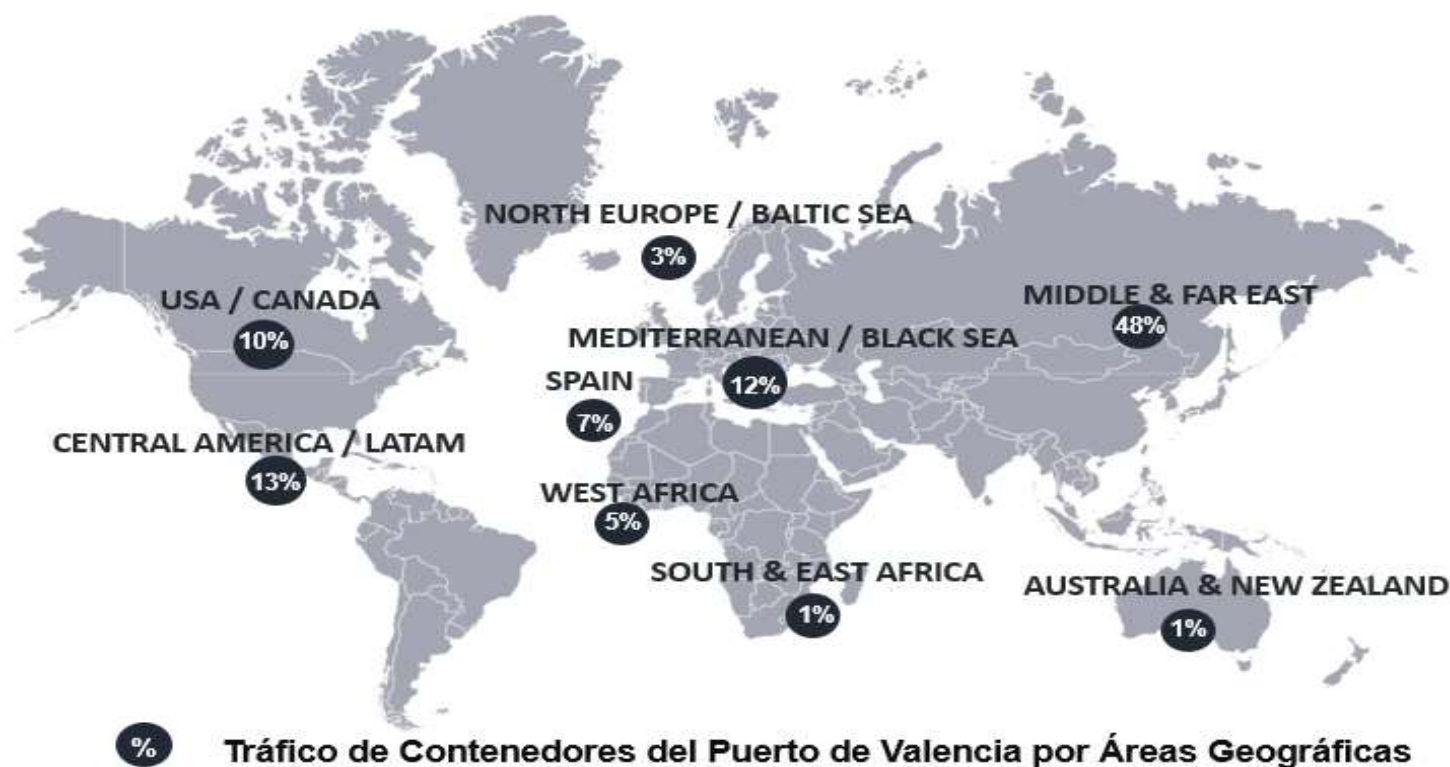 NORTH EUROPE / BALTIC SEA
3%
USA / CANADA
10%
MIDDLE & FAR EAST
48%
MEDITERRANEAN / BLACK SEA
12%
SPAIN
7%
CENTRAL AMERICA / LATAM
13%
WEST AFRICA
5%
SOUTH & EAST AFRICA
1%
AUSTRALIA & NEW ZEALAND
1%
% Tráfico de Contenedores del Puerto de Valencia por Áreas Geográficas